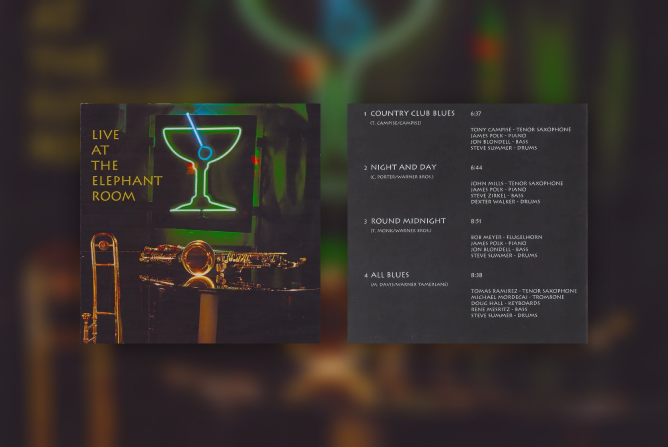 LIVE
AT
THE
ELEPHANT
ROOM
1 COUNTRY CLUB BLUES 6:37
(T. CAMPISE/CAMPISE)
TONY CAMPISE - TENOR SAXOPHONE
JAMES POLK - PIANO
JON BLONDELL - BASS
STEVE SUMMER - DRUMS
2 NIGHT AND DAY 6:44
(C. PORTER/WARNER BROS.)
JOHN MILLS - TENOR SAXOPHONE
JAMES POLK - PIANO
STEVE ZIRKEL - BASS
DEXTER WALKER - DRUMS
3 ROUND MIDNIGHT 8:51
(T. MONK/WARNER BROS.)
BOB MEYER - FLUGELHORN
JAMES POLK - PIANO
JON BLONDELL - BASS
STEVE SUMMER - DRUMS
4 ALL BLUES 8:38
(M. DAVIS/WARNER TAMERLANE)
TOMAS RAMIREZ - TENOR SAXOPHONE
MICHAEL MORDECAI - TROMBONE
DOUG HALL - KEYBOARDS
RENE MESRITZ - BASS
STEVE SUMMER - DRUMS